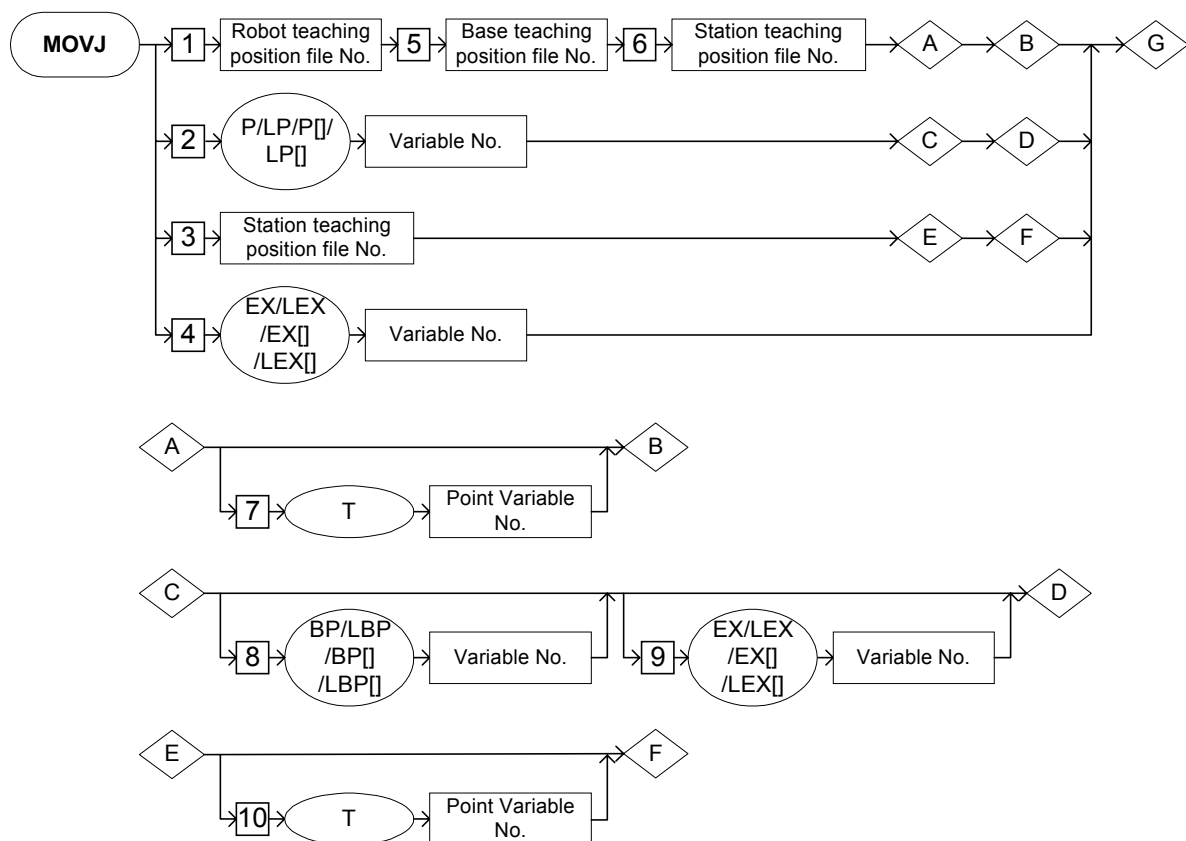 MOVJ
1
Robot teaching
position file No.
5
Base teaching
position file No.
6
Station teaching
position file No.
A
B
G
2
P/LP/P[]/
LP[]
Variable No.
C
D
3
Station teaching
position file No.
E
F
4
EX/LEX
/EX[]
/LEX[]
Variable No.
A
B
7
T
Point Variable
No.
C
D
8
BP/LBP
/BP[]
/LBP[]
Variable No.
9
EX/LEX
/EX[]
/LEX[]
Variable No.
E
F
10
T
Point Variable
No.